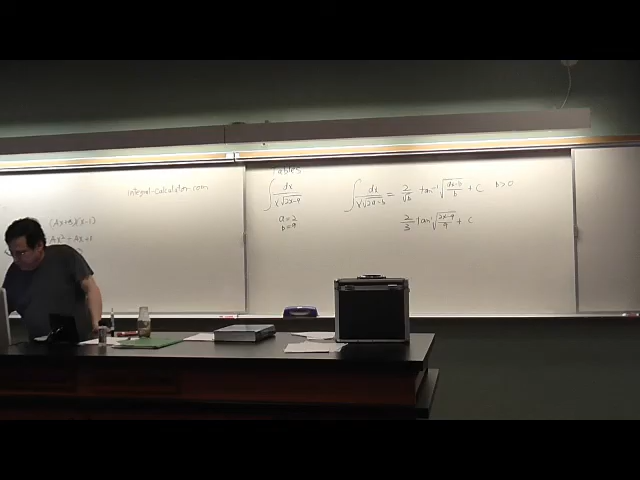 integral-calculator.com
Tables
∫ dx / x√(2x-9)
a=2
b=9
∫ dx / x√(ax-b) = 2/√b tan⁻¹ √((ax-b)/b) + C b>0
2/3 tan⁻¹ √((2x-9)/9) + C